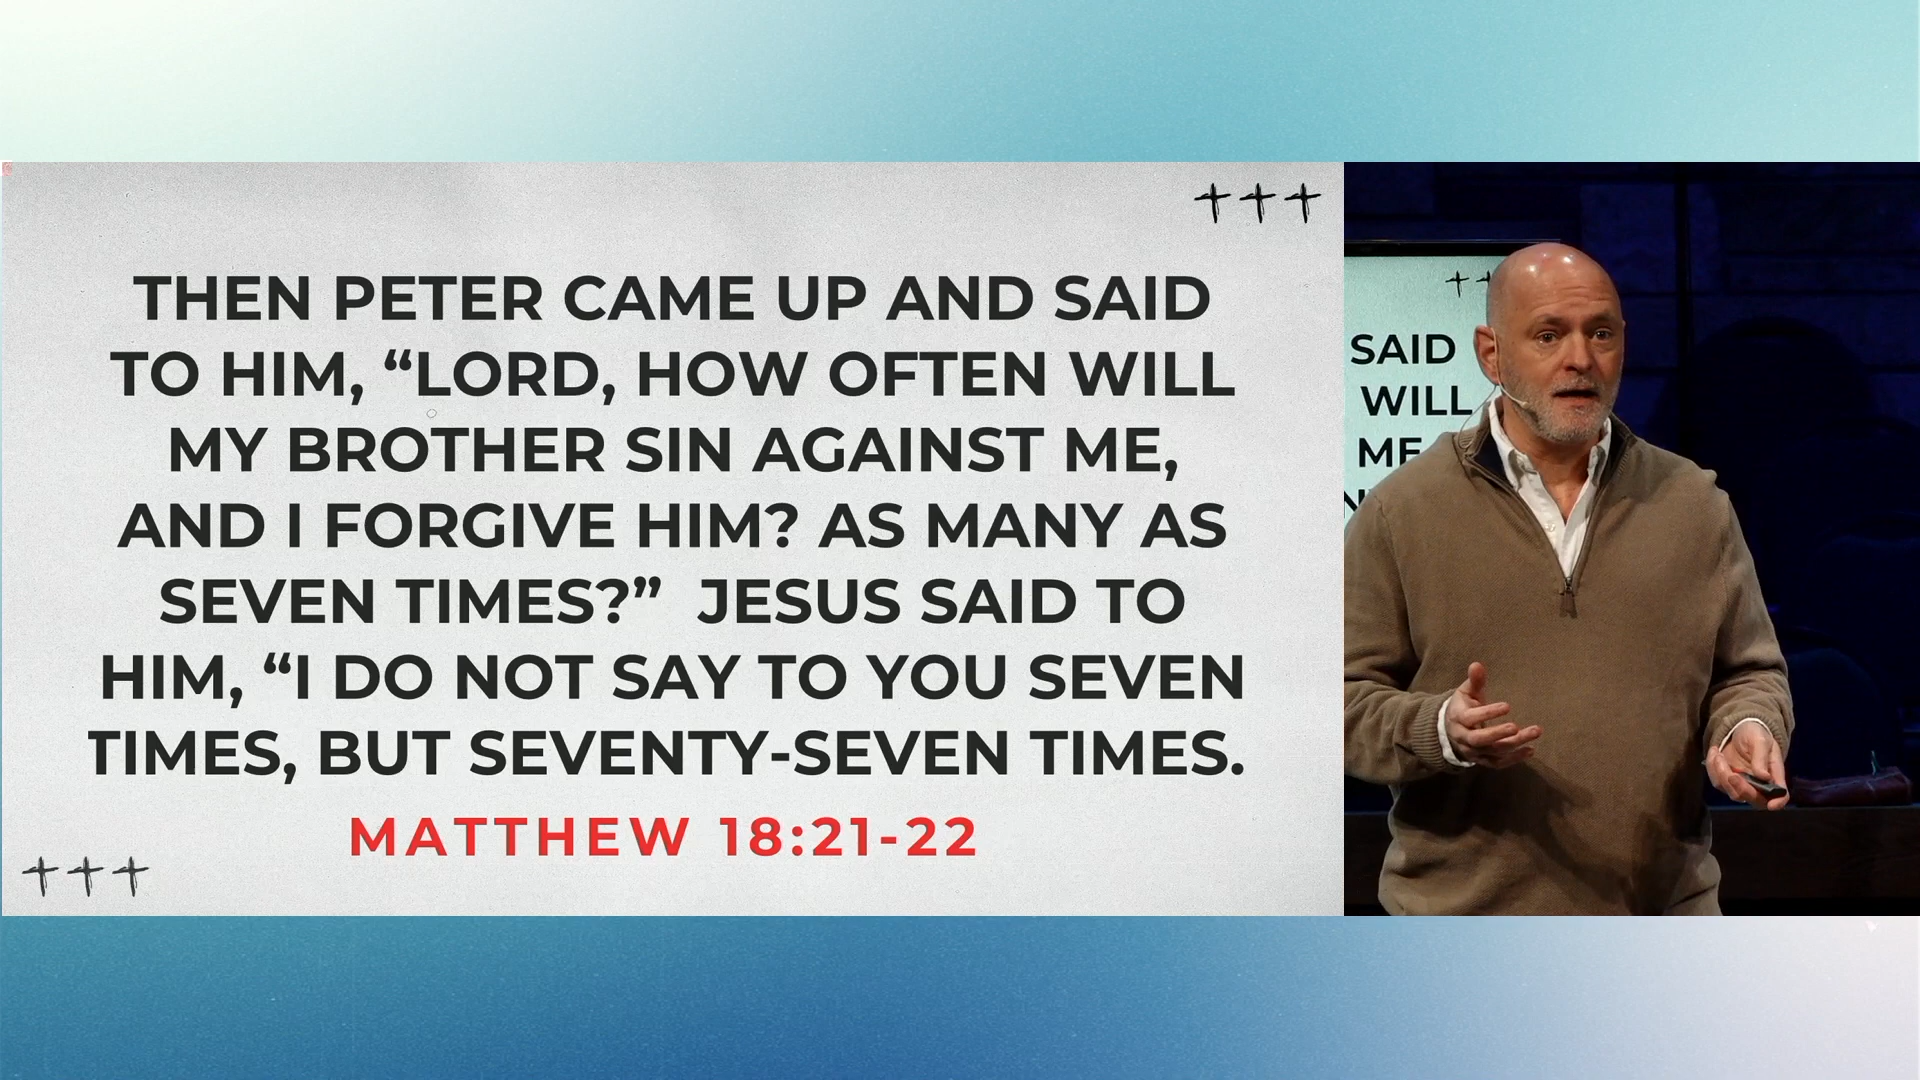 THEN PETER CAME UP AND SAID
TO HIM, “LORD, HOW OFTEN WILL
MY BROTHER SIN AGAINST ME,
AND I FORGIVE HIM? AS MANY AS
SEVEN TIMES?”  JESUS SAID TO
HIM, “I DO NOT SAY TO YOU SEVEN
TIMES, BUT SEVENTY-SEVEN TIMES.
MATTHEW 18:21-22
SAID
WILL
ME